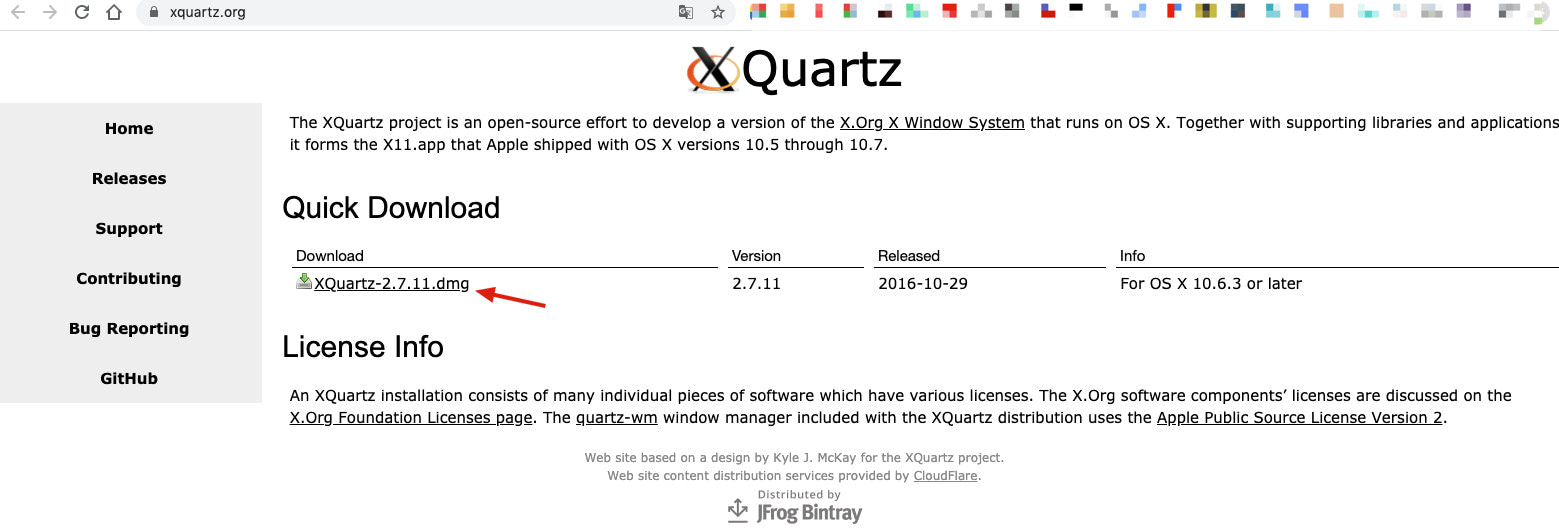 xquartz.org
XQuartz
Home
Releases
Support
Contributing
Bug Reporting
GitHub
The XQuartz project is an open-source effort to develop a version of the X.Org X Window System that runs on OS X. Together with supporting libraries and applications
it forms the X11.app that Apple shipped with OS X versions 10.5 through 10.7.
Quick Download
Download Version Released Info
XQuartz-2.7.11.dmg 2.7.11 2016-10-29 For OS X 10.6.3 or later
License Info
An XQuartz installation consists of many individual pieces of software which have various licenses. The X.Org software components’ licenses are discussed on the
X.Org Foundation Licenses page. The quartz-wm window manager included with the XQuartz distribution uses the Apple Public Source License Version 2.
Web site based on a design by Kyle J. McKay for the XQuartz project.
Web site content distribution services provided by CloudFlare.
Distributed by
JFrog Bintray